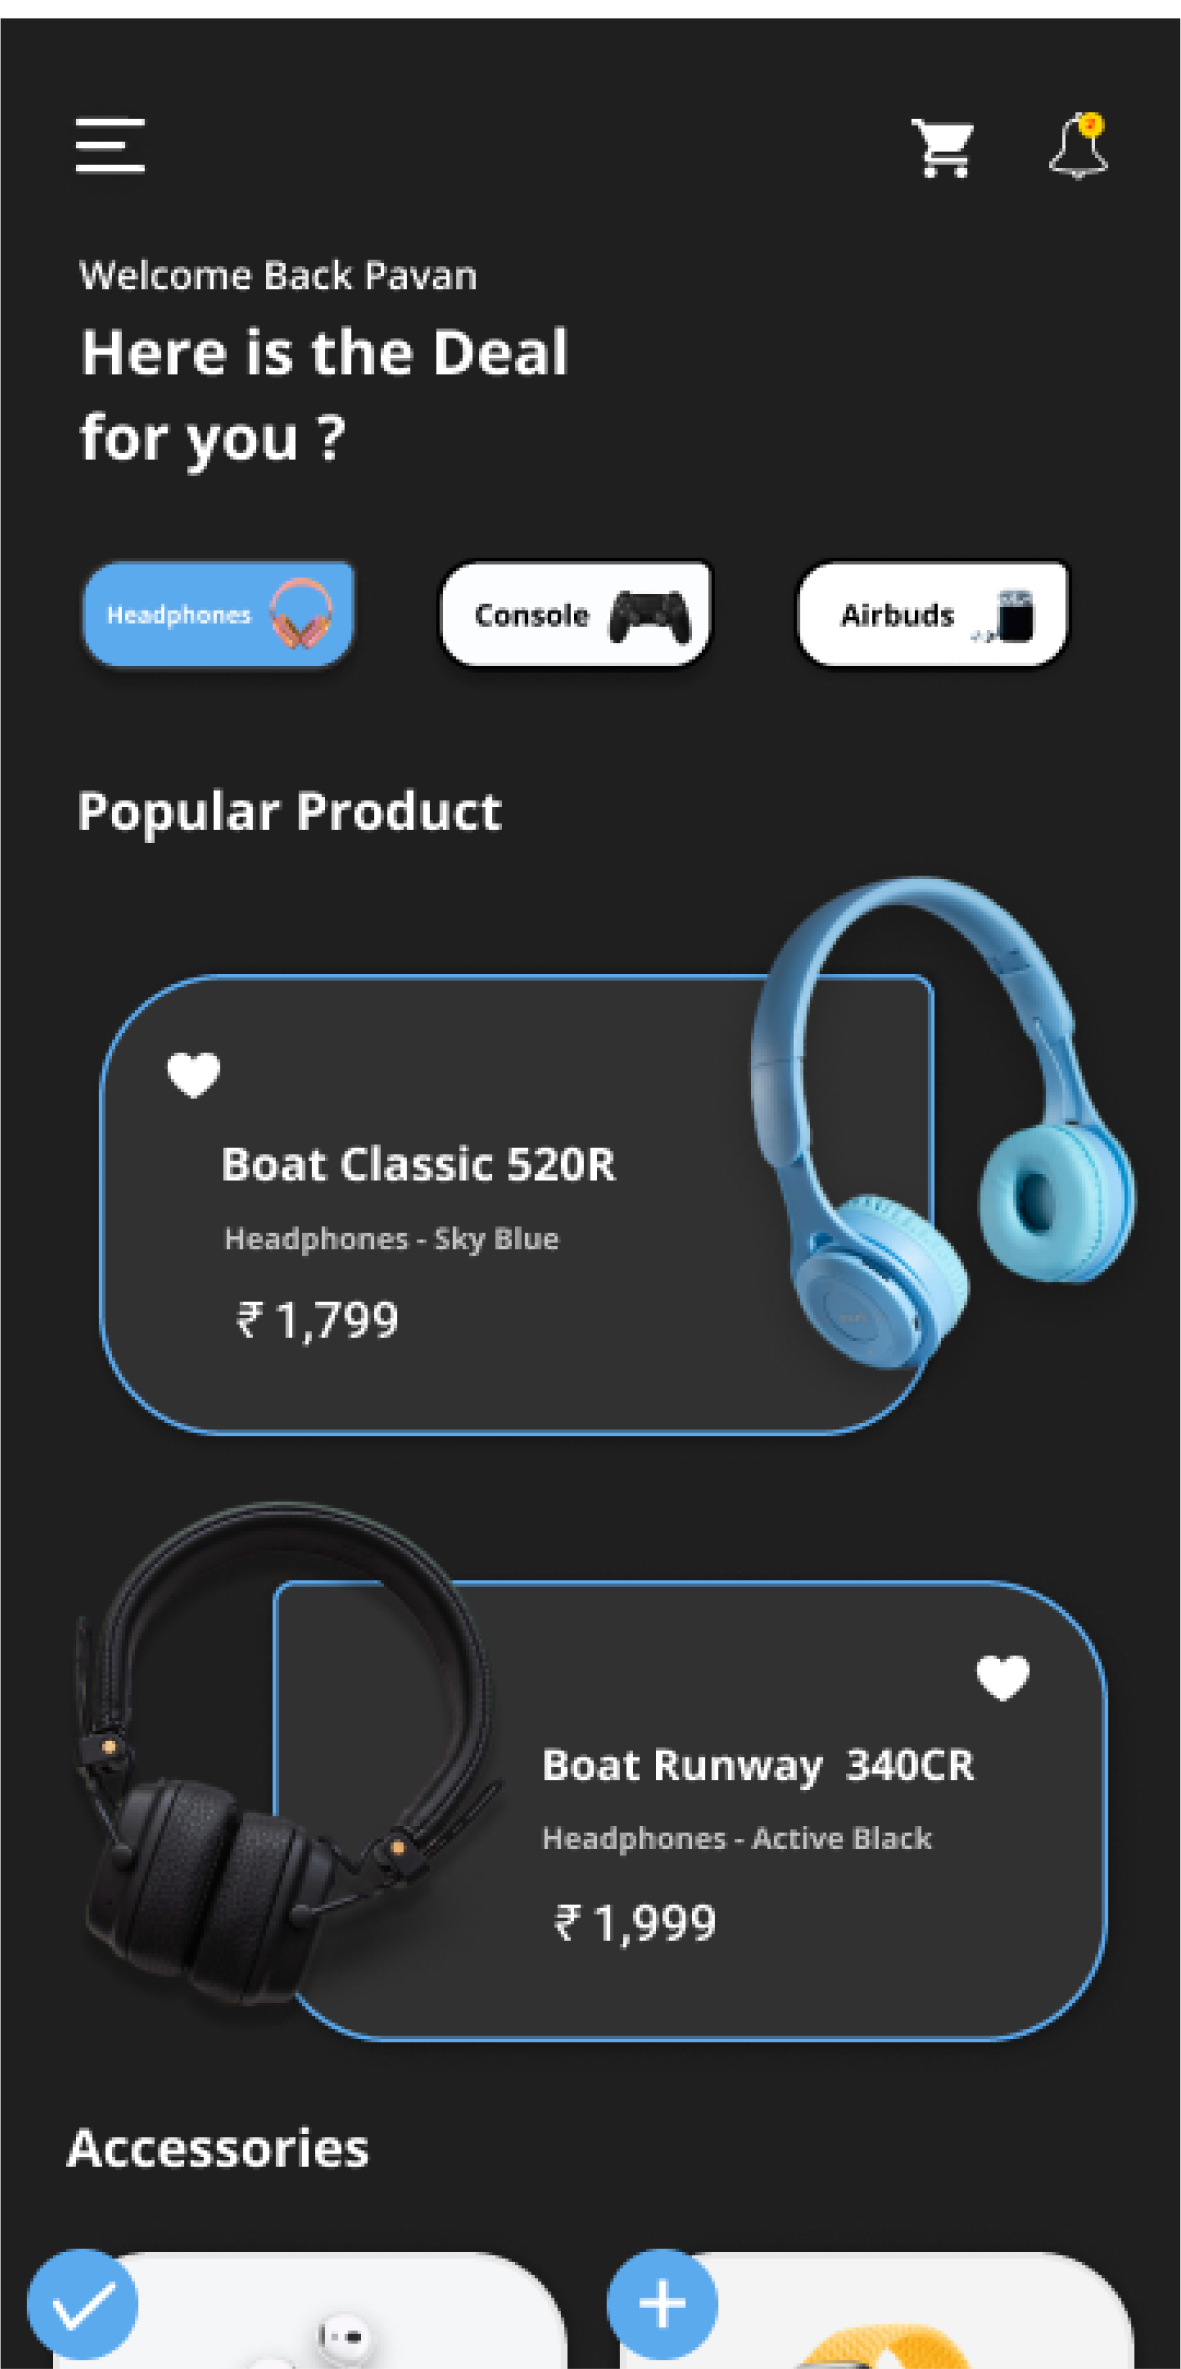 Welcome Back Pavan
Here is the Deal
for you ?
Headphones
Console
Airbuds
Popular Product
Boat Classic 520R
Headphones - Sky Blue
₹ 1,799
Boat Runway  340CR
Headphones - Active Black
₹ 1,999
Accessories